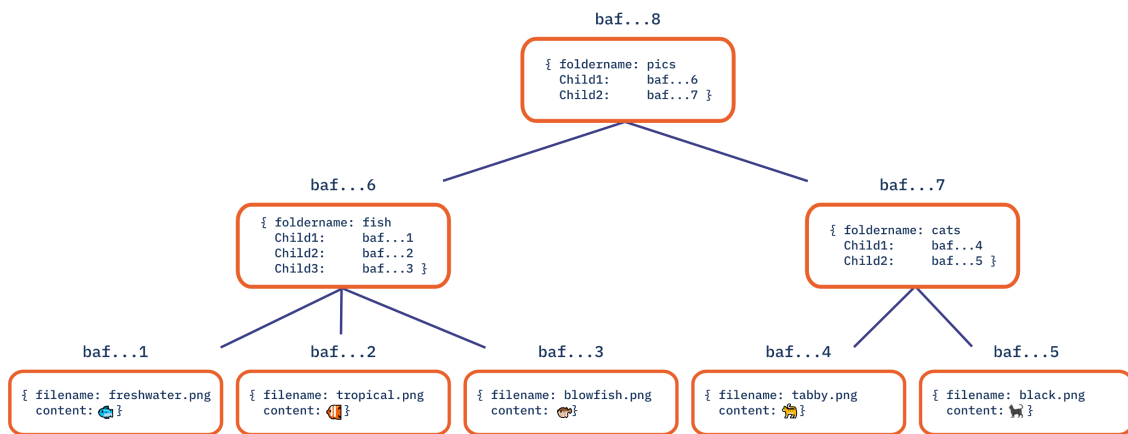 baf...8
{ foldername: pics
Child1: baf...6
Child2: baf...7 }
baf...6
{ foldername: fish
Child1: baf...1
Child2: baf...2
Child3: baf...3 }
baf...7
{ foldername: cats
Child1: baf...4
Child2: baf...5 }
baf...1
{ filename: freshwater.png
content: 🐟 }
baf...2
{ filename: tropical.png
content: 🐠 }
baf...3
{ filename: blowfish.png
content: 🐡 }
baf...4
{ filename: tabby.png
content: 🐈 }
baf...5
{ filename: black.png
content: 🐈‍⬛ }